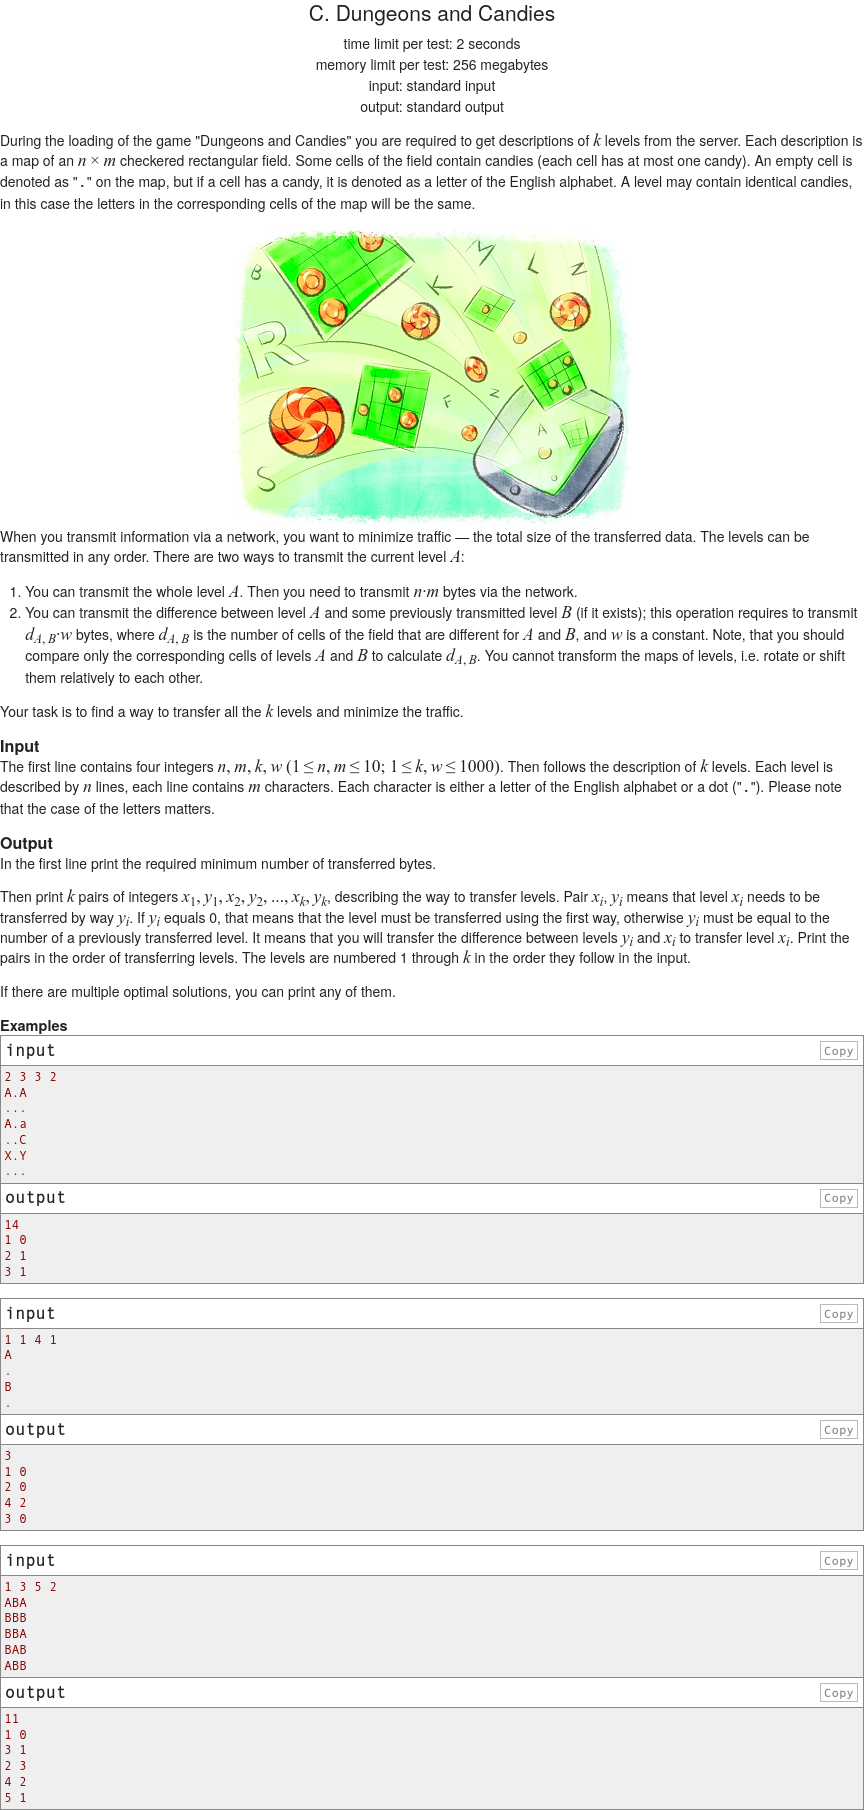 C. Dungeons and Candies
time limit per test: 2 seconds
memory limit per test: 256 megabytes
input: standard input
output: standard output
During the loading of the game "Dungeons and Candies" you are required to get descriptions of k levels from the server. Each description is
a map of an n × m checkered rectangular field. Some cells of the field contain candies (each cell has at most one candy). An empty cell is
denoted as "." on the map, but if a cell has a candy, it is denoted as a letter of the English alphabet. A level may contain identical candies,
in this case the letters in the corresponding cells of the map will be the same.
B
M
L
Z
K
R
F
N
A
S
When you transmit information via a network, you want to minimize traffic — the total size of the transferred data. The levels can be
transmitted in any order. There are two ways to transmit the current level A:
1. You can transmit the whole level A. Then you need to transmit n·m bytes via the network.
2. You can transmit the difference between level A and some previously transmitted level B (if it exists); this operation requires to transmit
d_{A, B}·w bytes, where d_{A, B} is the number of cells of the field that are different for A and B, and w is a constant. Note, that you should
compare only the corresponding cells of levels A and B to calculate d_{A, B}. You cannot transform the maps of levels, i.e. rotate or shift
them relatively to each other.
Your task is to find a way to transfer all the k levels and minimize the traffic.
Input
The first line contains four integers n, m, k, w (1 ≤ n, m ≤ 10; 1 ≤ k, w ≤ 1000). Then follows the description of k levels. Each level is
described by n lines, each line contains m characters. Each character is either a letter of the English alphabet or a dot ("."). Please note
that the case of the letters matters.
Output
In the first line print the required minimum number of transferred bytes.
Then print k pairs of integers x₁, y₁, x₂, y₂, ..., xₖ, yₖ, describing the way to transfer levels. Pair xᵢ, yᵢ means that level xᵢ needs to be
transferred by way yᵢ. If yᵢ equals 0, that means that the level must be transferred using the first way, otherwise yᵢ must be equal to the
number of a previously transferred level. It means that you will transfer the difference between levels yᵢ and xᵢ to transfer level xᵢ. Print the
pairs in the order of transferring levels. The levels are numbered 1 through k in the order they follow in the input.
If there are multiple optimal solutions, you can print any of them.
Examples
input Copy
2 3 3 2
A.A
...
A.a
..C
X.Y
...
output Copy
14
1 0
2 1
3 1
input Copy
1 1 4 1
A
.
B
.
output Copy
3
1 0
2 0
4 2
3 0
input Copy
1 3 5 2
ABA
BBB
BBA
BAB
ABB
output Copy
11
1 0
3 1
2 3
4 2
5 1